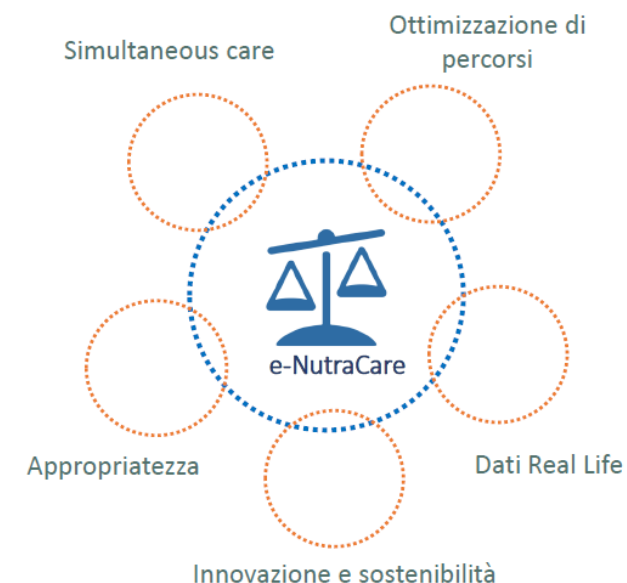 Simultaneous care
Ottimizzazione di
percorsi
e-NutraCare
Appropriatezza
Dati Real Life
Innovazione e sostenibilità